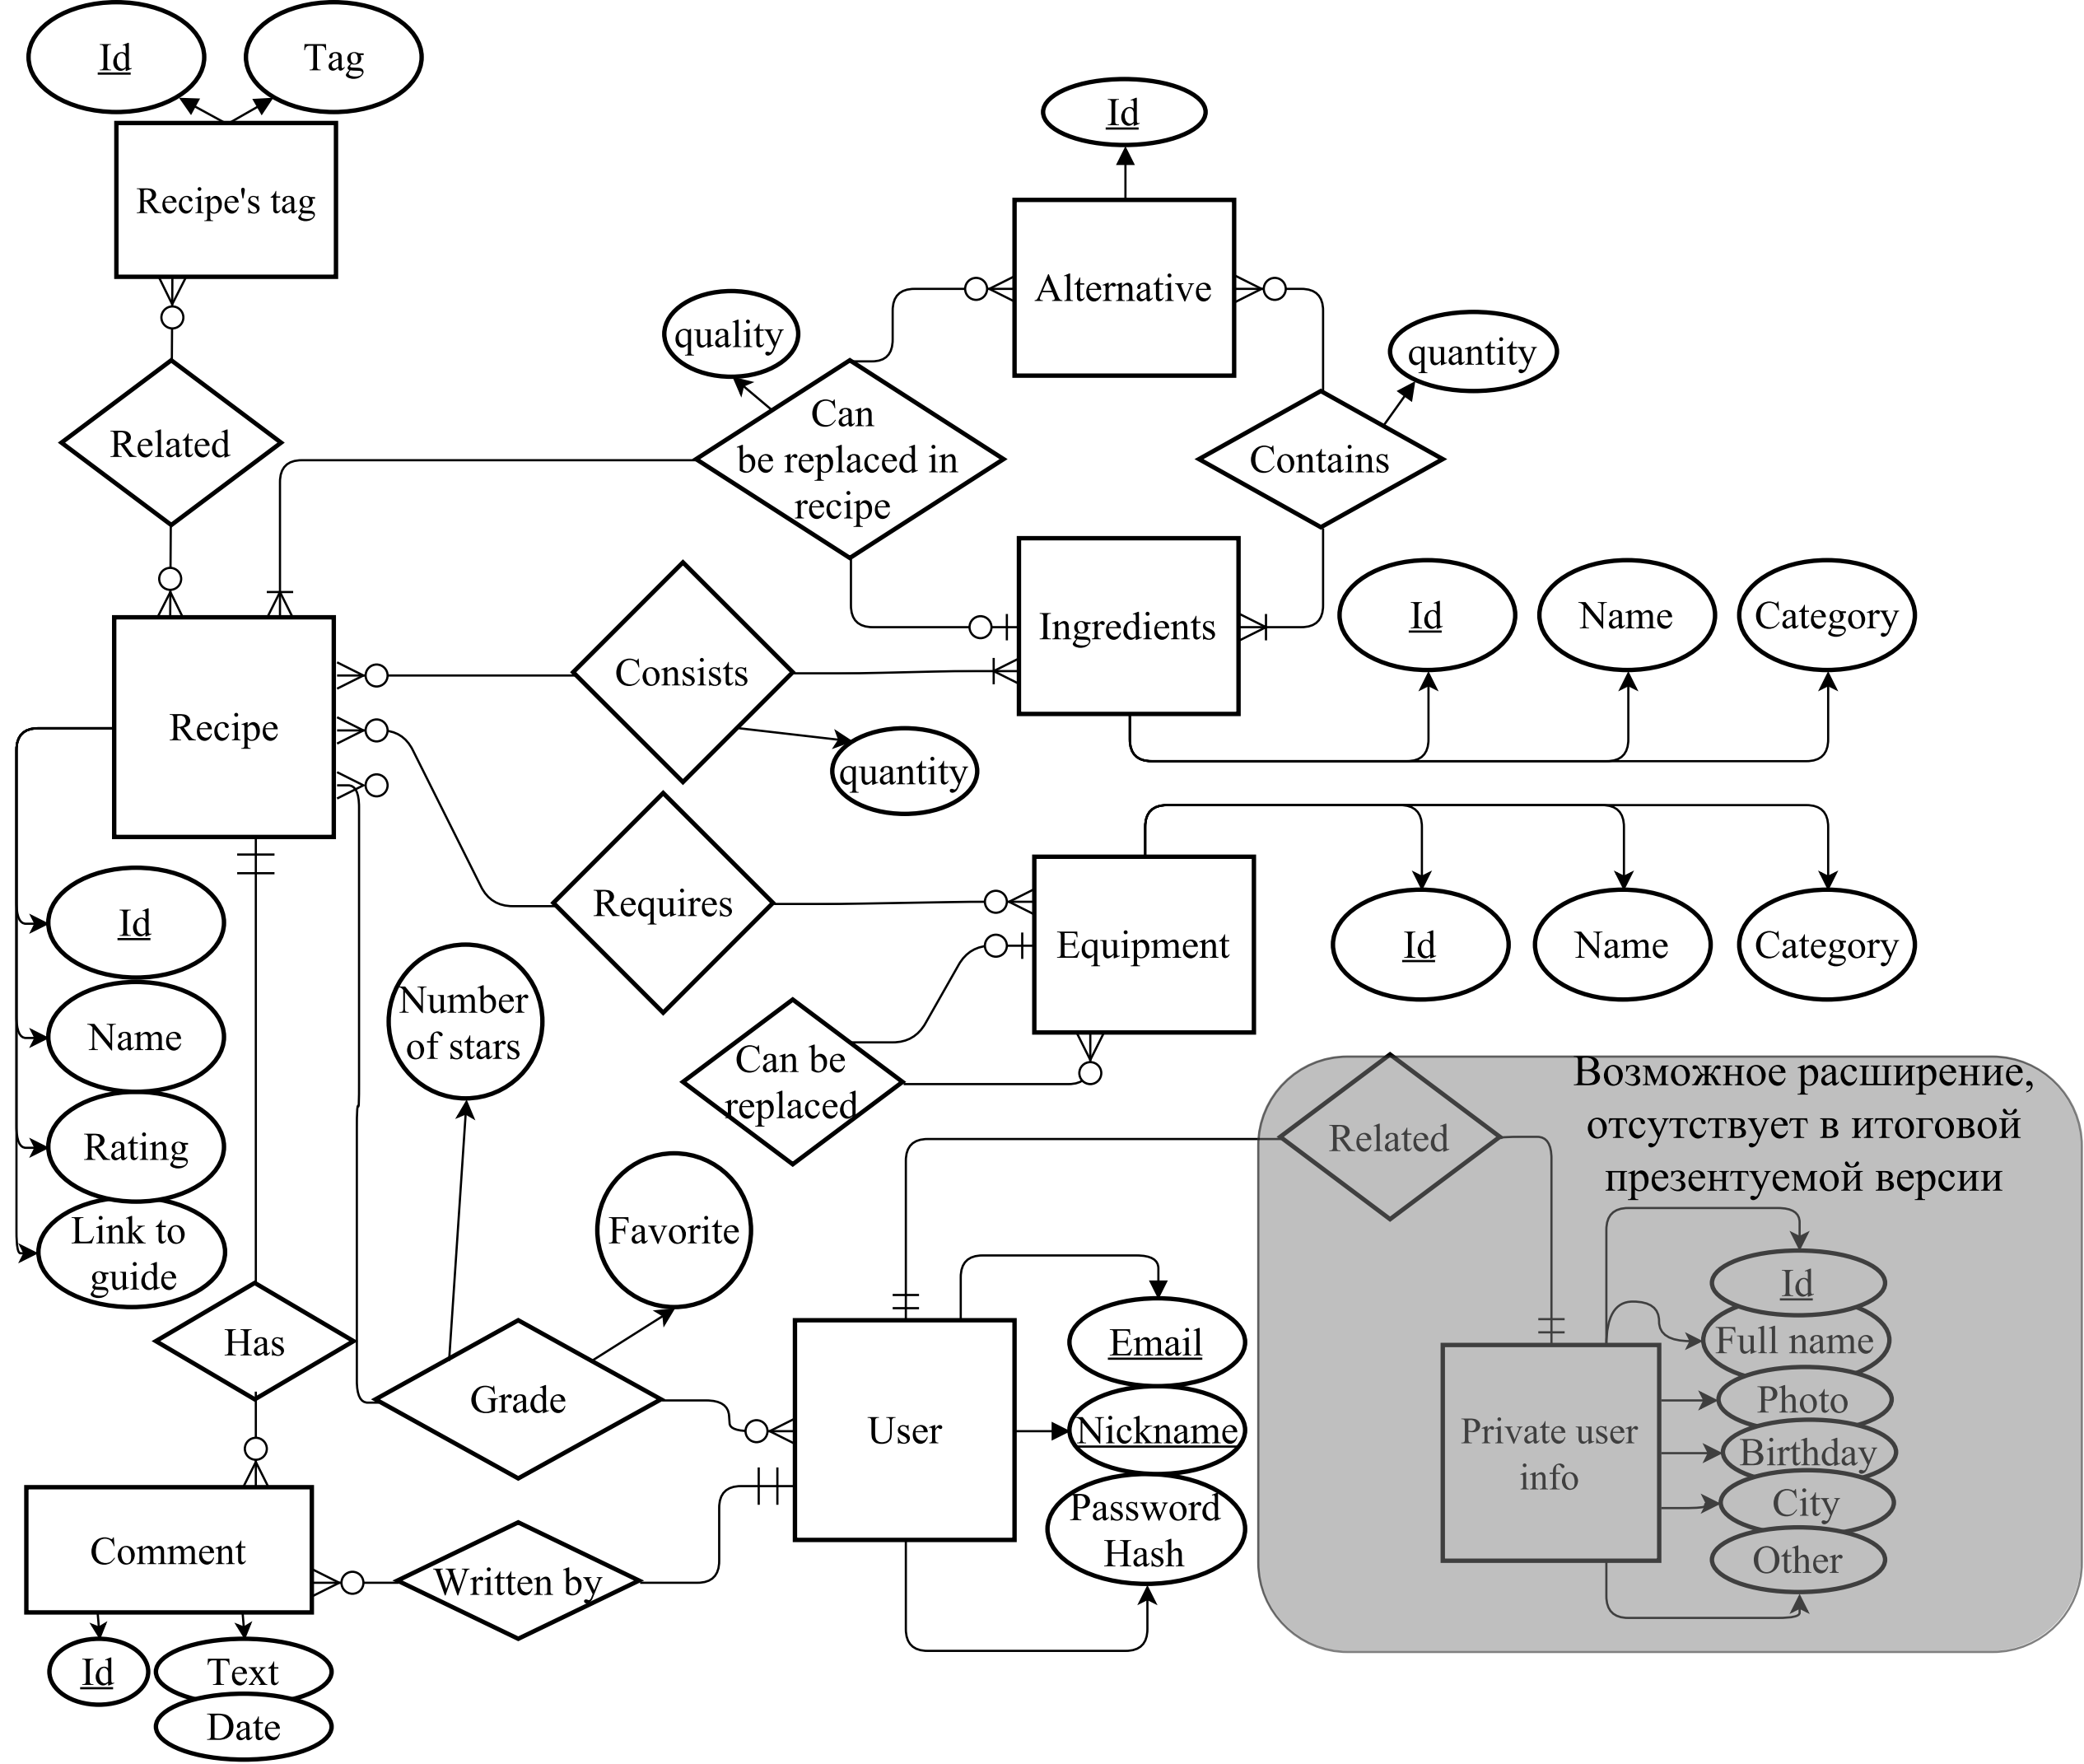 Id
Tag
Recipe's tag
Id
Alternative
quality
quantity
Can
be replaced in
recipe
Related
Contains
Ingredients
Id
Name
Category
Consists
Recipe
quantity
Requires
Equipment
Id
Name
Category
Id
Name
Rating
Link to
guide
Number
of stars
Can be
replaced
Favorite
Related
Возможное расширение,
отсутствует в итоговой
презентуемой версии
Has
Grade
User
Email
Nickname
Password
Hash
Private user
info
Id
Full name
Photo
Birthday
City
Other
Comment
Written by
Id
Text
Date